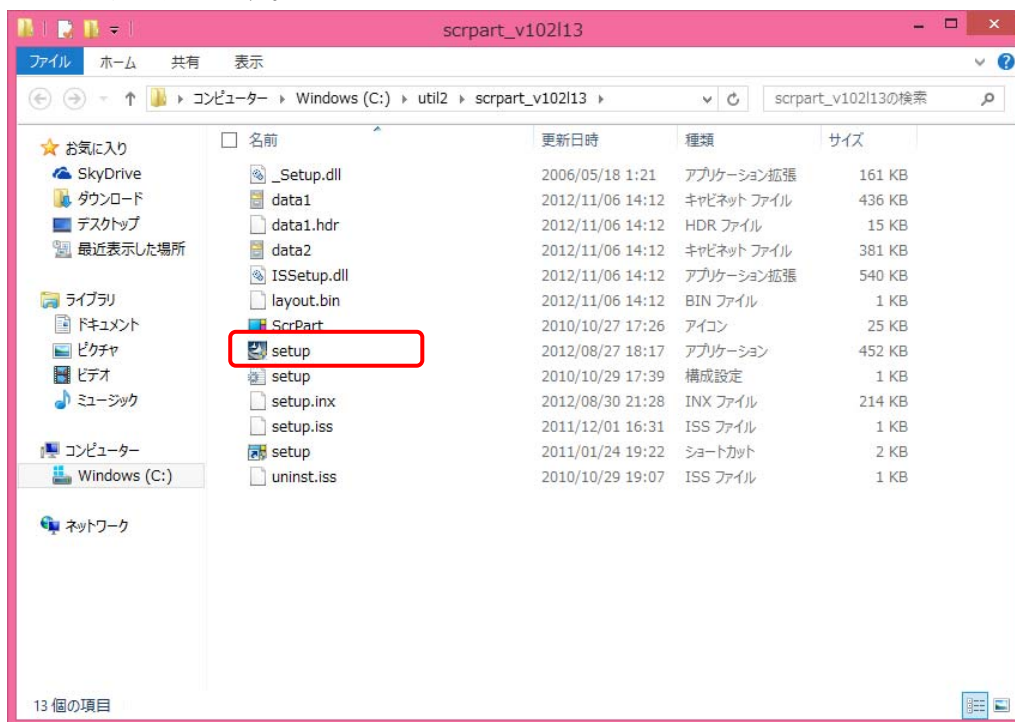 scrpart_v102l13
ファイル ホーム 共有 表示
コンピューター Windows (C:) util2 scrpart_v102l13 scrpart_v102l13の検索
名前 更新日時 種類 サイズ
お気に入り
SkyDrive
ダウンロード
デスクトップ
最近表示した場所
ライブラリ
ドキュメント
ピクチャ
ビデオ
ミュージック
コンピューター
Windows (C:)
ネットワーク
_Setup.dll 2006/05/18 1:21 アプリケーション拡張 161 KB
data1 2012/11/06 14:12 キャビネット ファイル 436 KB
data1.hdr 2012/11/06 14:12 HDR ファイル 15 KB
data2 2012/11/06 14:12 キャビネット ファイル 381 KB
ISSetup.dll 2012/11/06 14:12 アプリケーション拡張 540 KB
layout.bin 2012/11/06 14:12 BIN ファイル 1 KB
ScrPart 2010/10/27 17:26 アイコン 25 KB
setup 2012/08/27 18:17 アプリケーション 452 KB
setup 2010/10/29 17:39 構成設定 1 KB
setup.inx 2012/08/30 21:28 INX ファイル 214 KB
setup.iss 2011/12/01 16:31 ISS ファイル 1 KB
setup 2011/01/24 19:22 ショートカット 2 KB
uninst.iss 2010/10/29 19:07 ISS ファイル 1 KB
13 個の項目